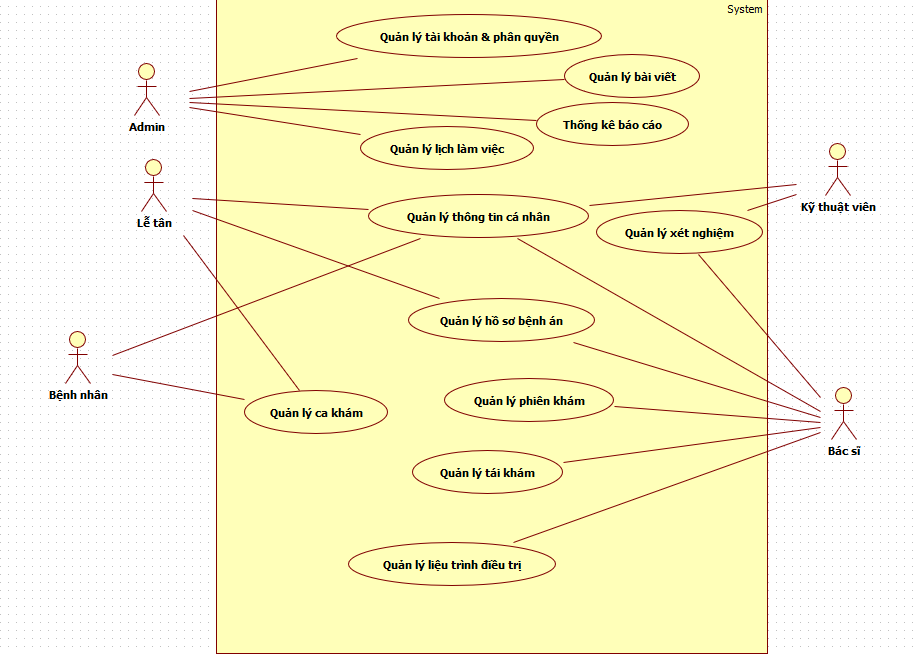 System
Quản lý tài khoản & phân quyền
Quản lý bài viết
Thống kê báo cáo
Admin
Quản lý lịch làm việc
Kỹ thuật viên
Lễ tân
Quản lý thông tin cá nhân
Quản lý xét nghiệm
Quản lý hồ sơ bệnh án
Bệnh nhân
Quản lý ca khám
Quản lý phiên khám
Bác sĩ
Quản lý tái khám
Quản lý liệu trình điều trị